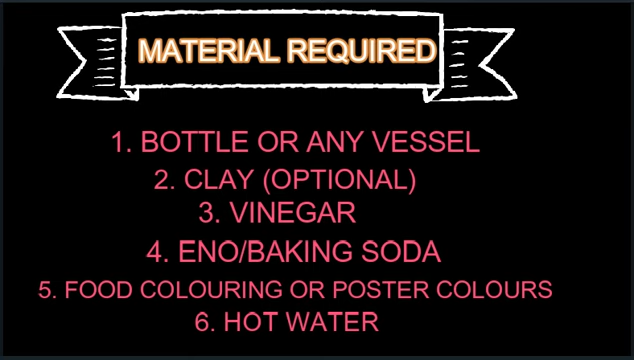 MATERIAL REQUIRED
1. BOTTLE OR ANY VESSEL
2. CLAY (OPTIONAL)
3. VINEGAR
4. ENO/BAKING SODA
5. FOOD COLOURING OR POSTER COLOURS
6. HOT WATER